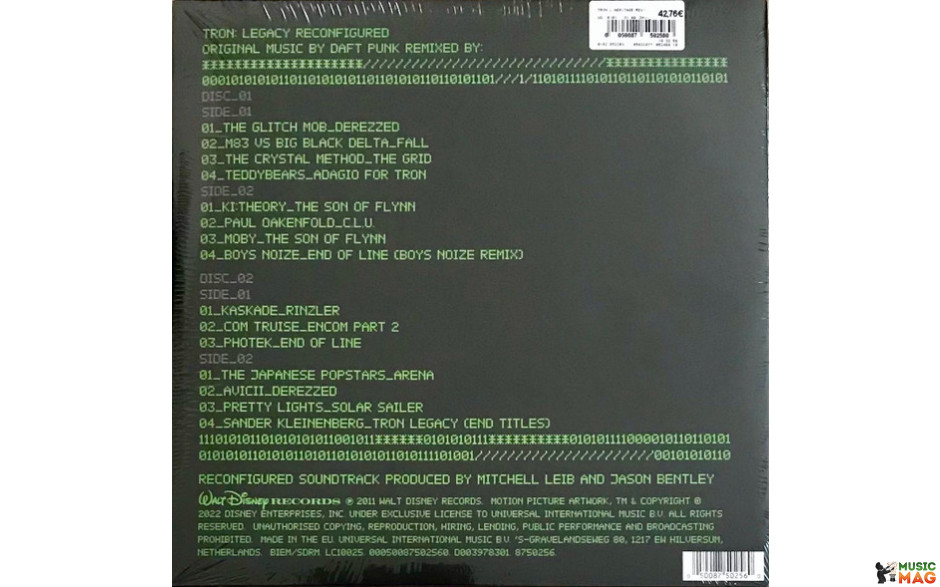 42,76€
TRON: LEGACY RECONFIGURED
ORIGINAL MUSIC BY DAFT PUNK REMIXED BY:
DISC_01
SIDE_01
01_THE GLITCH MOB_DEREZZED
02_M83 VS BIG BLACK DELTA_FALL
03_THE CRYSTAL METHOD_THE GRID
04_TEDDYBEARS_ADAGIO FOR TRON
SIDE_02
01_KI:THEORY_THE SON OF FLYNN
02_PAUL OAKENFOLD_C.L.U.
03_MOBY_THE SON OF FLYNN
04_BOYS NOIZE_END OF LINE (BOYS NOIZE REMIX)
DISC_02
SIDE_01
01_KASKADE_RINZLER
02_COM TRUISE_ENCOM PART 2
03_PHOTEK_END OF LINE
SIDE_02
01_THE JAPANESE POPSTARS_ARENA
02_AVICII_DEREZZED
03_PRETTY LIGHTS_SOLAR SAILER
04_SANDER KLEINENBERG_TRON LEGACY (END TITLES)
RECONFIGURED SOUNDTRACK PRODUCED BY MITCHELL LEIB AND JASON BENTLEY
WALT DISNEY RECORDS ℗ 2011 WALT DISNEY RECORDS. MOTION PICTURE ARTWORK, TM & COPYRIGHT ©
2022 DISNEY ENTERPRISES, INC. UNDER EXCLUSIVE LICENSE TO UNIVERSAL INTERNATIONAL MUSIC B.V. ALL RIGHTS
RESERVED. UNAUTHORISED COPYING, REPRODUCTION, HIRING, LENDING, PUBLIC PERFORMANCE AND BROADCASTING
PROHIBITED. MADE IN THE EU. UNIVERSAL INTERNATIONAL MUSIC B.V. 'S-GRAVELANDSEWEG 80, 1217 EW HILVERSUM,
NETHERLANDS. BIEM/SDRM LC10025. 00050087502560. D003978301 8750256.
0 50087 50256 0
MUSIC
MAG